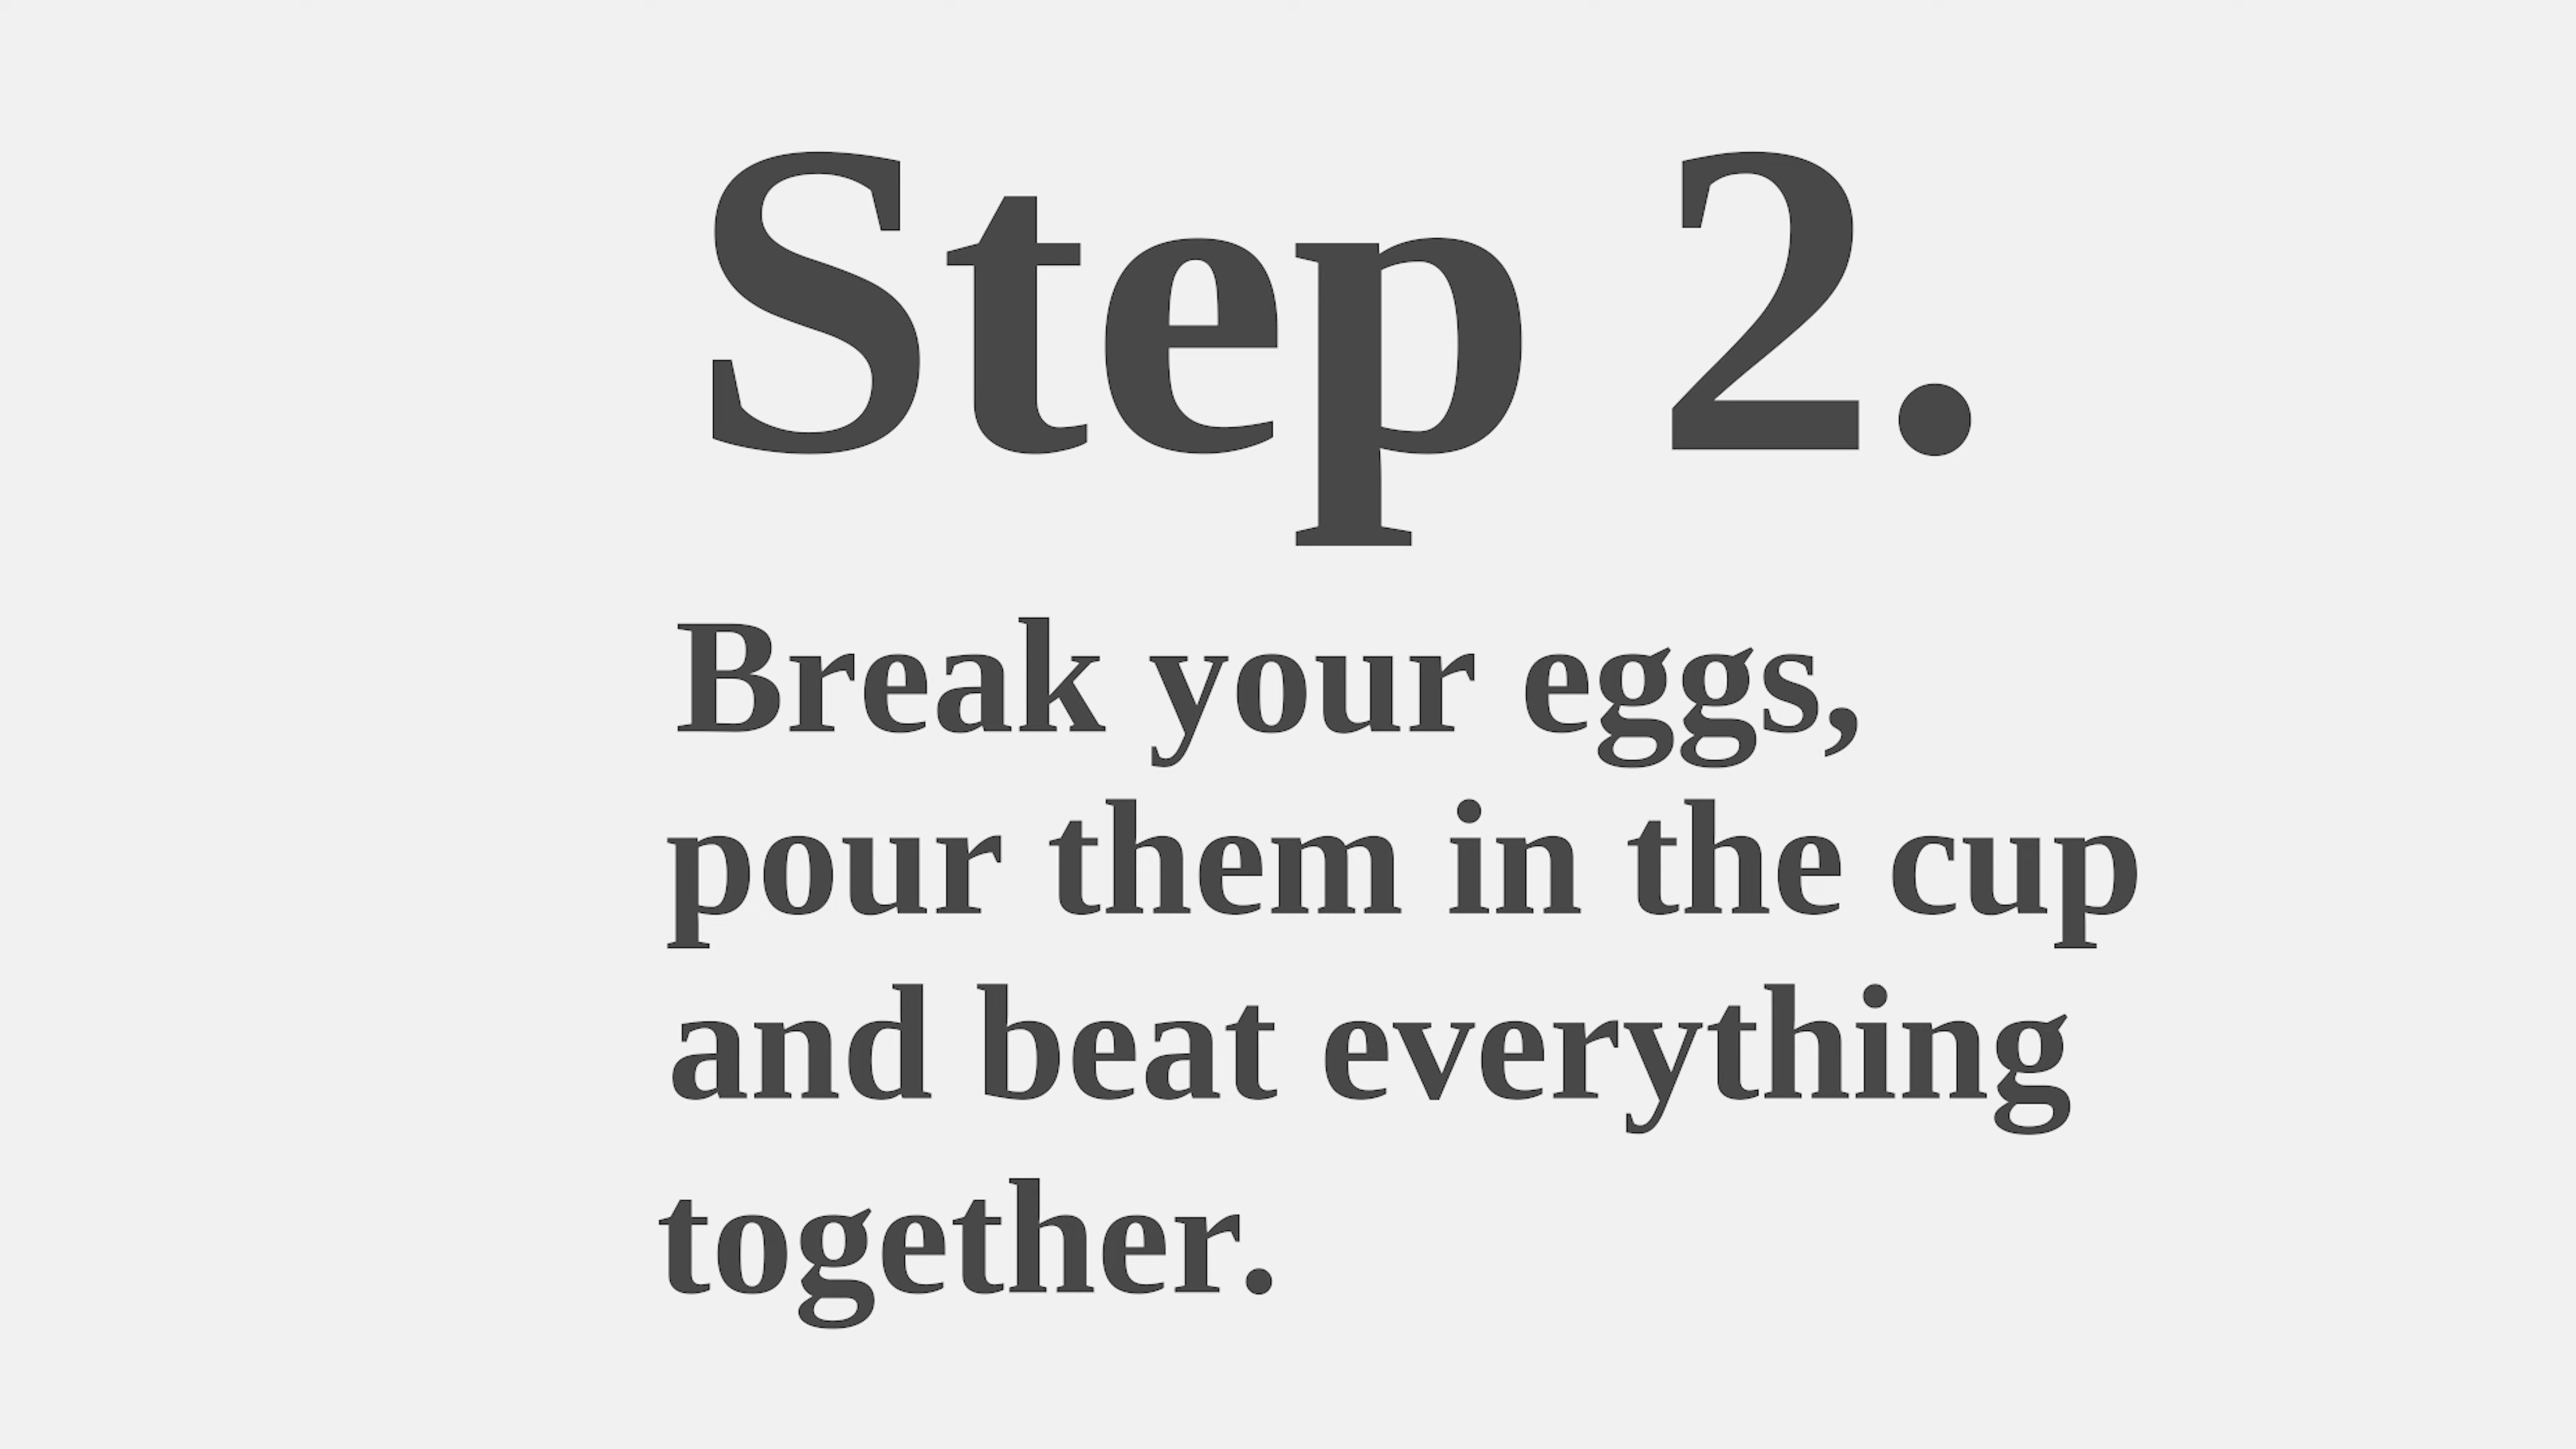 Step 2.
Break your eggs,
pour them in the cup
and beat everything
together.